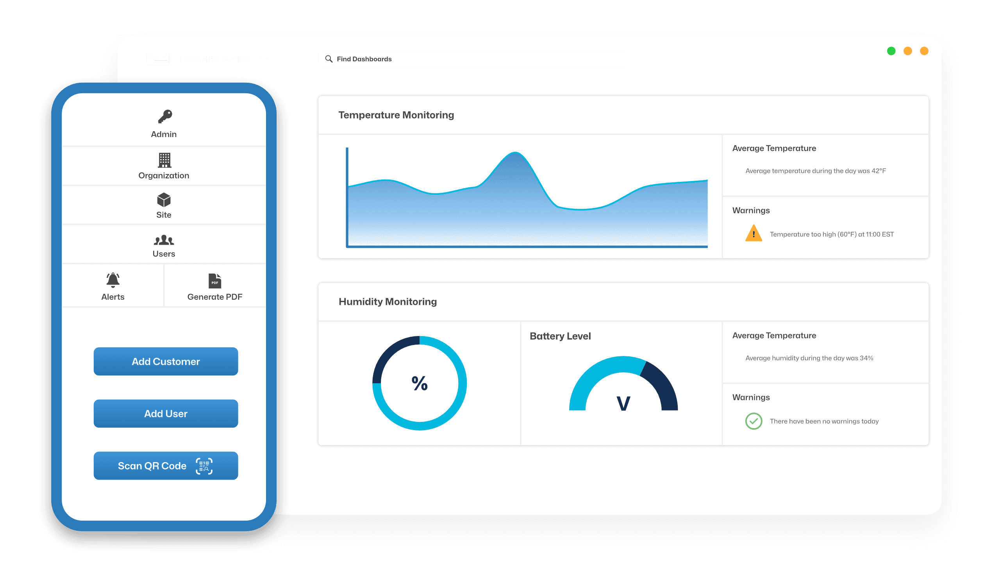 Find Dashboards
Admin
Organization
Site
Users
Alerts
Generate PDF
PDF
Add Customer
Add User
Scan QR Code
Temperature Monitoring
Average Temperature
Average temperature during the day was 42°F
Warnings
!
Temperature too high (60°F) at 11:00 EST
Humidity Monitoring
%
Battery Level
V
Average Temperature
Average humidity during the day was 34%
Warnings
There have been no warnings today